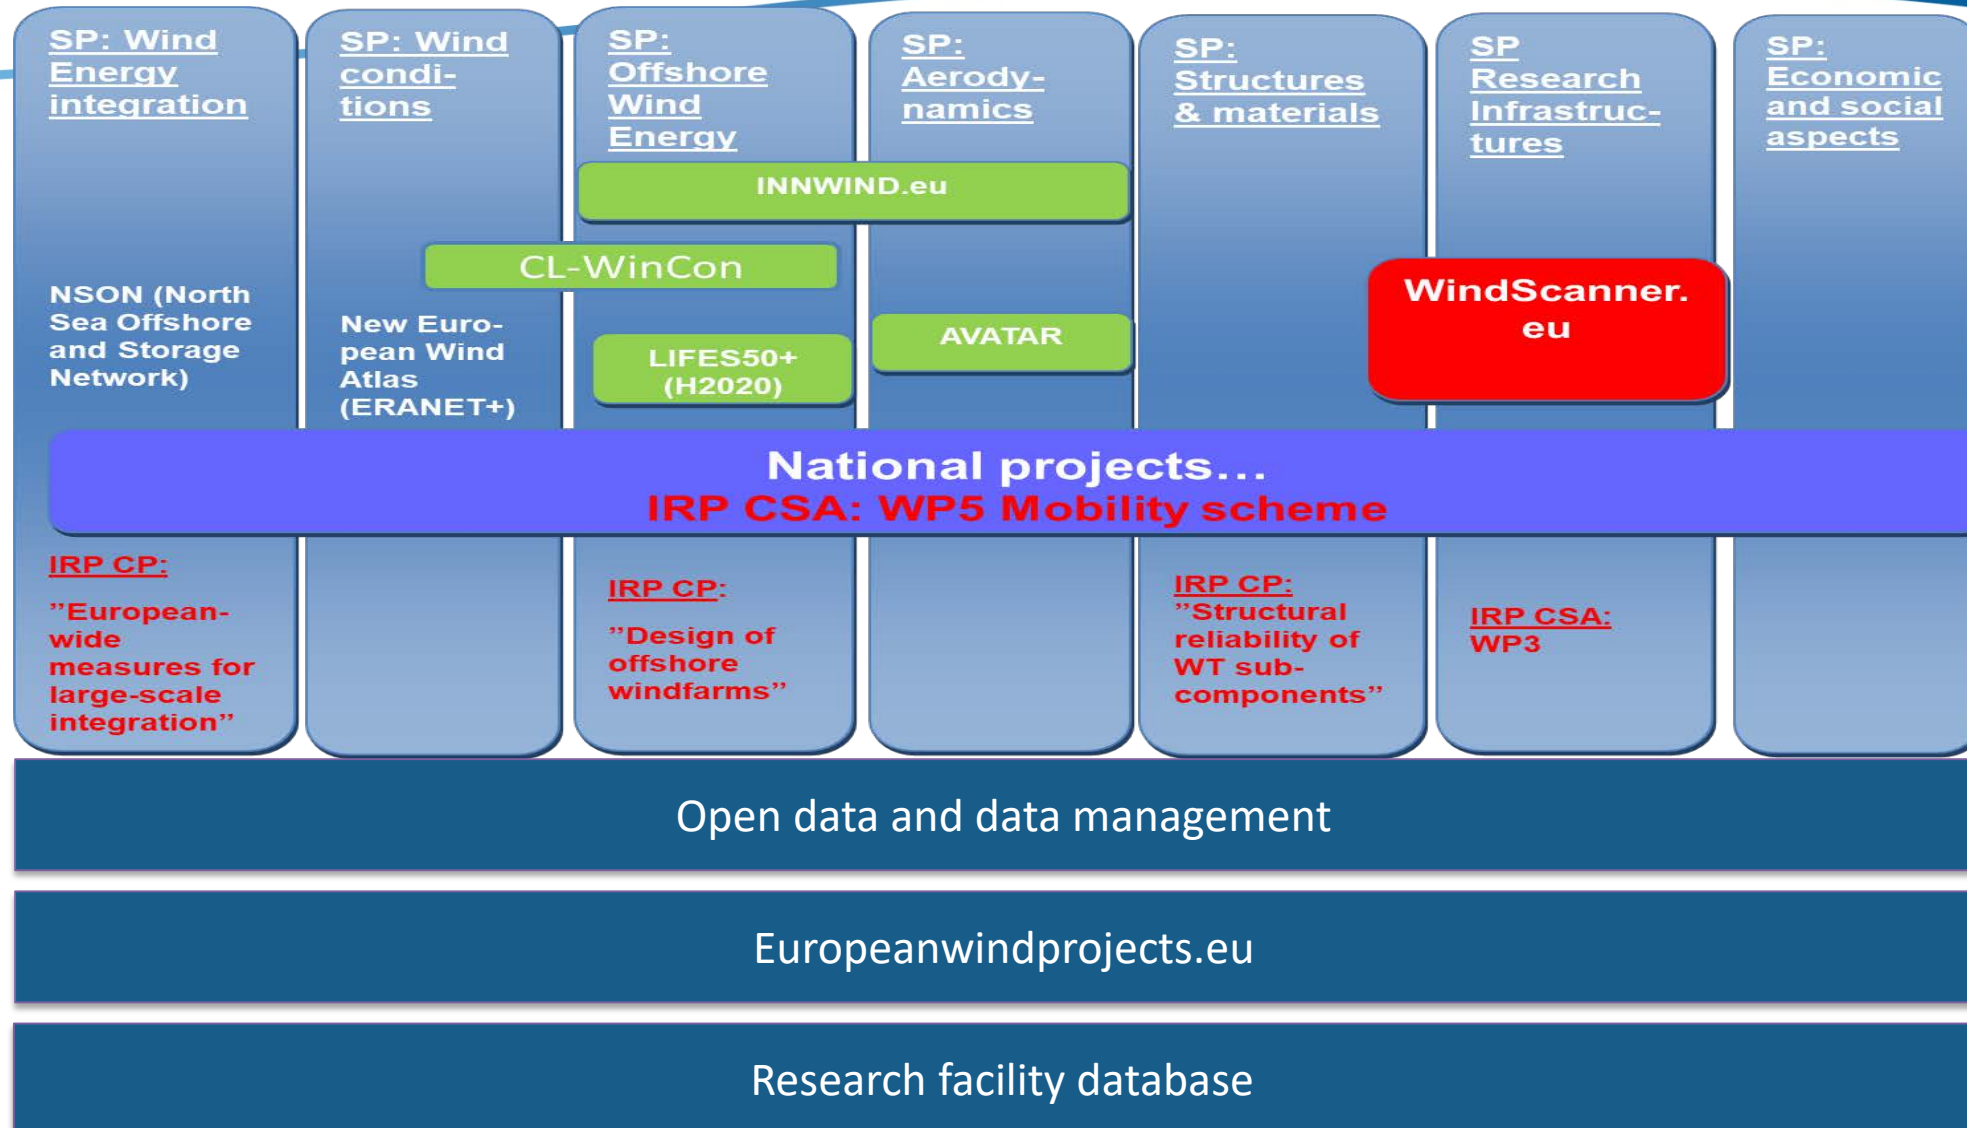 SP: Wind
Energy
integration
NSON (North
Sea Offshore
and Storage
Network)
IRP CP:
”European-
wide
measures for
large-scale
integration”
SP: Wind
condi-
tions
New Euro-
pean Wind
Atlas
(ERANET+)
SP:
Offshore
Wind
Energy
INNWIND.eu
CL-WinCon
LIFES50+
(H2020)
IRP CP:
”Design of
offshore
windfarms”
SP:
Aerody-
namics
AVATAR
SP:
Structures
& materials
IRP CP:
”Structural
reliability of
WT sub-
components”
SP
Research
Infrastruc-
tures
WindScanner.
eu
IRP CSA:
WP3
SP:
Economic
and social
aspects
National projects…
IRP CSA: WP5 Mobility scheme
Open data and data management
Europeanwindprojects.eu
Research facility database